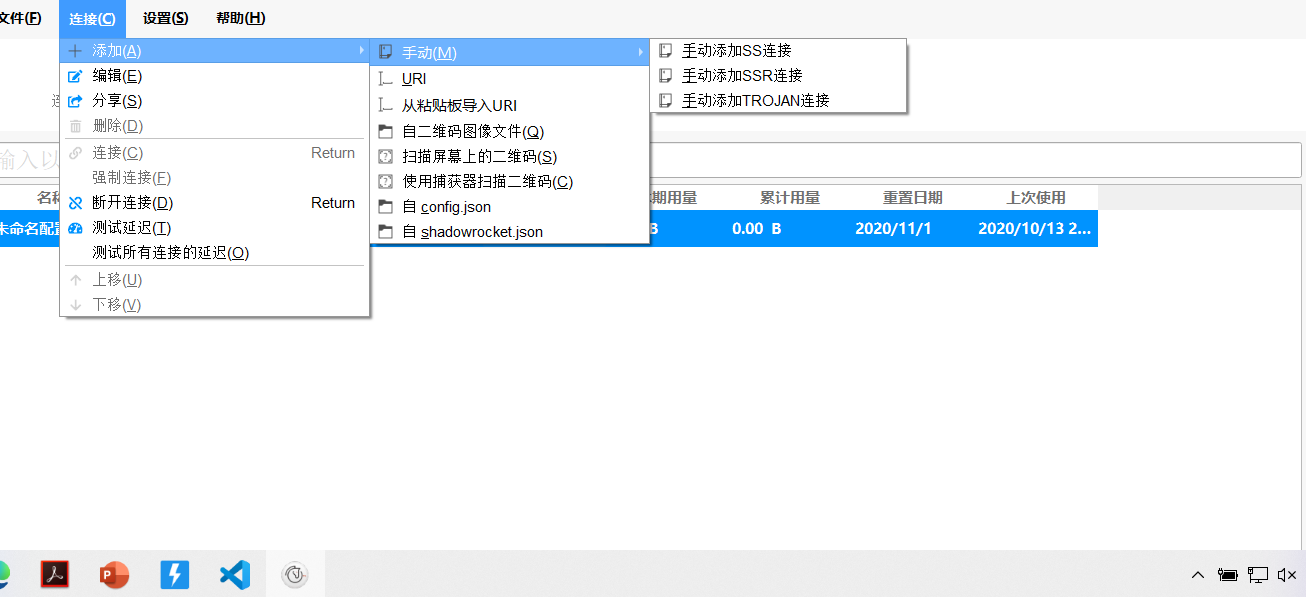 文件(F) 连接(C) 设置(S) 帮助(H)
添加(A)
编辑(E)
分享(S)
删除(D)
连接(C) Return
强制连接(F)
断开连接(D) Return
测试延迟(T)
测试所有连接的延迟(O)
上移(U)
下移(V)
手动(M)
URI
从粘贴板导入URI
自二维码图像文件(Q)
扫描屏幕上的二维码(S)
使用捕获器扫描二维码(C)
自 config.json
自 shadowrocket.json
手动添加SS连接
手动添加SSR连接
手动添加TROJAN连接
输入以
名称 期用量 累计用量 重置日期 上次使用
未命名配置 B 0.00 B 2020/11/1 2020/10/13 2...